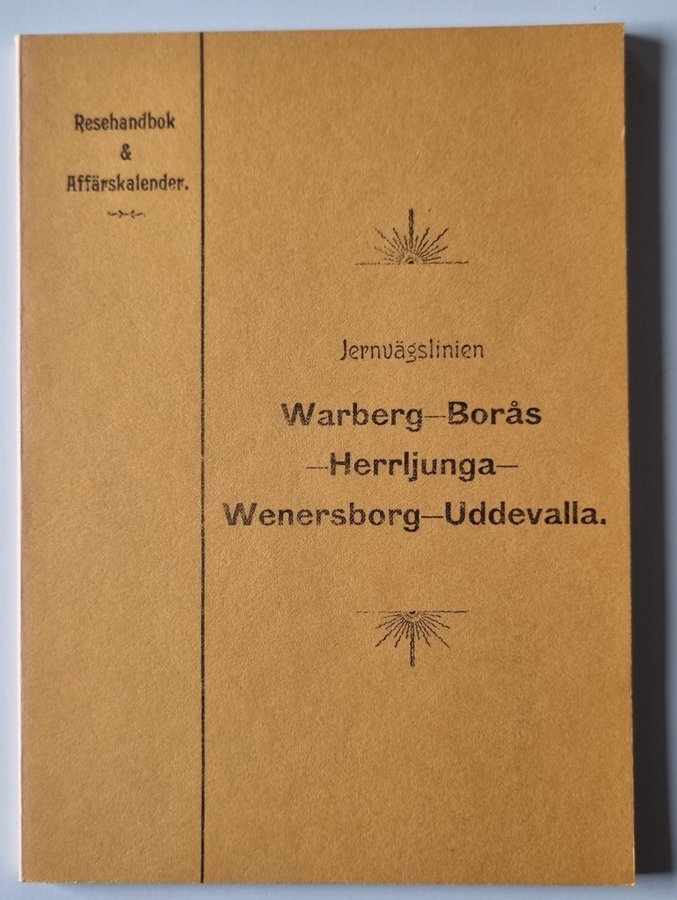 Resehandbok
&
Affärskalender.
Jernvägslinien
Warberg—Borås
—Herrljunga—
Wenersborg—Uddevalla.